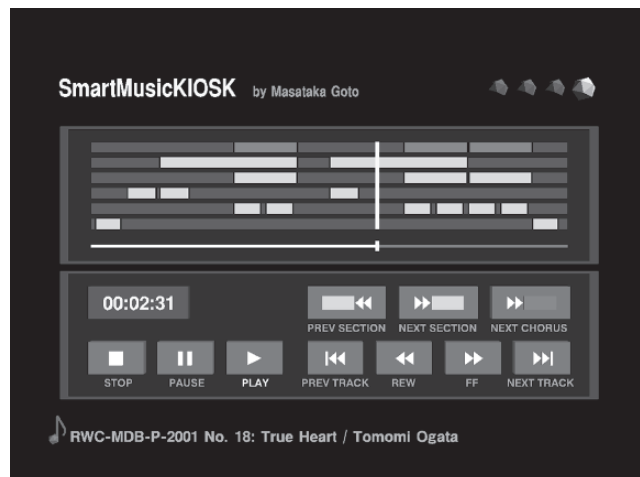 SmartMusicKIOSK by Masataka Goto
00:02:31
PREV SECTION NEXT SECTION NEXT CHORUS
STOP PAUSE PLAY PREV TRACK REW FF NEXT TRACK
RWC-MDB-P-2001 No. 18: True Heart / Tomomi Ogata